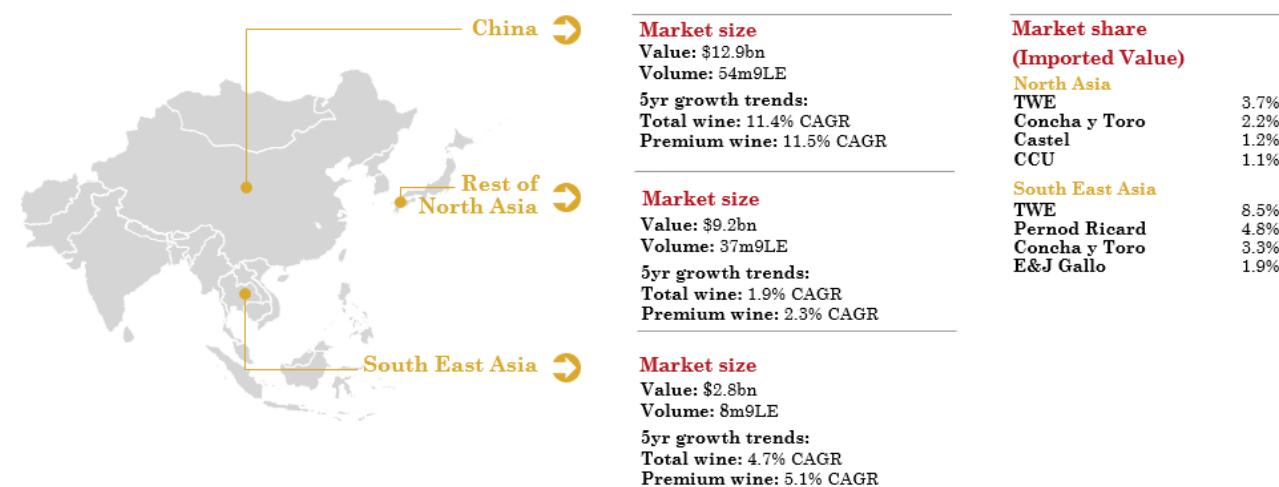 China
Market size
Value: $12.9bn
Volume: 54m9LE
5yr growth trends:
Total wine: 11.4% CAGR
Premium wine: 11.5% CAGR
Rest of
North Asia
Market size
Value: $9.2bn
Volume: 37m9LE
5yr growth trends:
Total wine: 1.9% CAGR
Premium wine: 2.3% CAGR
South East Asia
Market size
Value: $2.8bn
Volume: 8m9LE
5yr growth trends:
Total wine: 4.7% CAGR
Premium wine: 5.1% CAGR
Market share
(Imported Value)
North Asia
TWE 3.7%
Concha y Toro 2.2%
Castel 1.2%
CCU 1.1%
South East Asia
TWE 8.5%
Pernod Ricard 4.8%
Concha y Toro 3.3%
E&J Gallo 1.9%